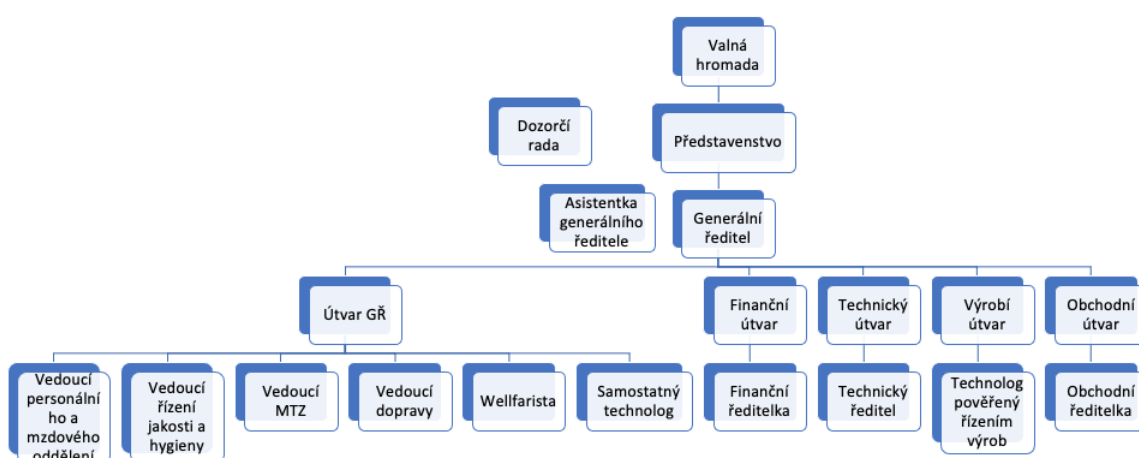 Valná
hromada
Dozorčí
rada
Představenstvo
Asistentka
generálního
ředitele
Generální
ředitel
Útvar GŘ
Finanční
útvar
Technický
útvar
Výrobí
útvar
Obchodní
útvar
Vedoucí
personální
ho a
mzdového
oddělení
Vedoucí
řízení
jakosti a
hygieny
Vedoucí
MTZ
Vedoucí
dopravy
Wellfarista
Samostatný
technolog
Finanční
ředitelka
Technický
ředitel
Technolog
pověřený
řízením
výrob
Obchodní
ředitelka